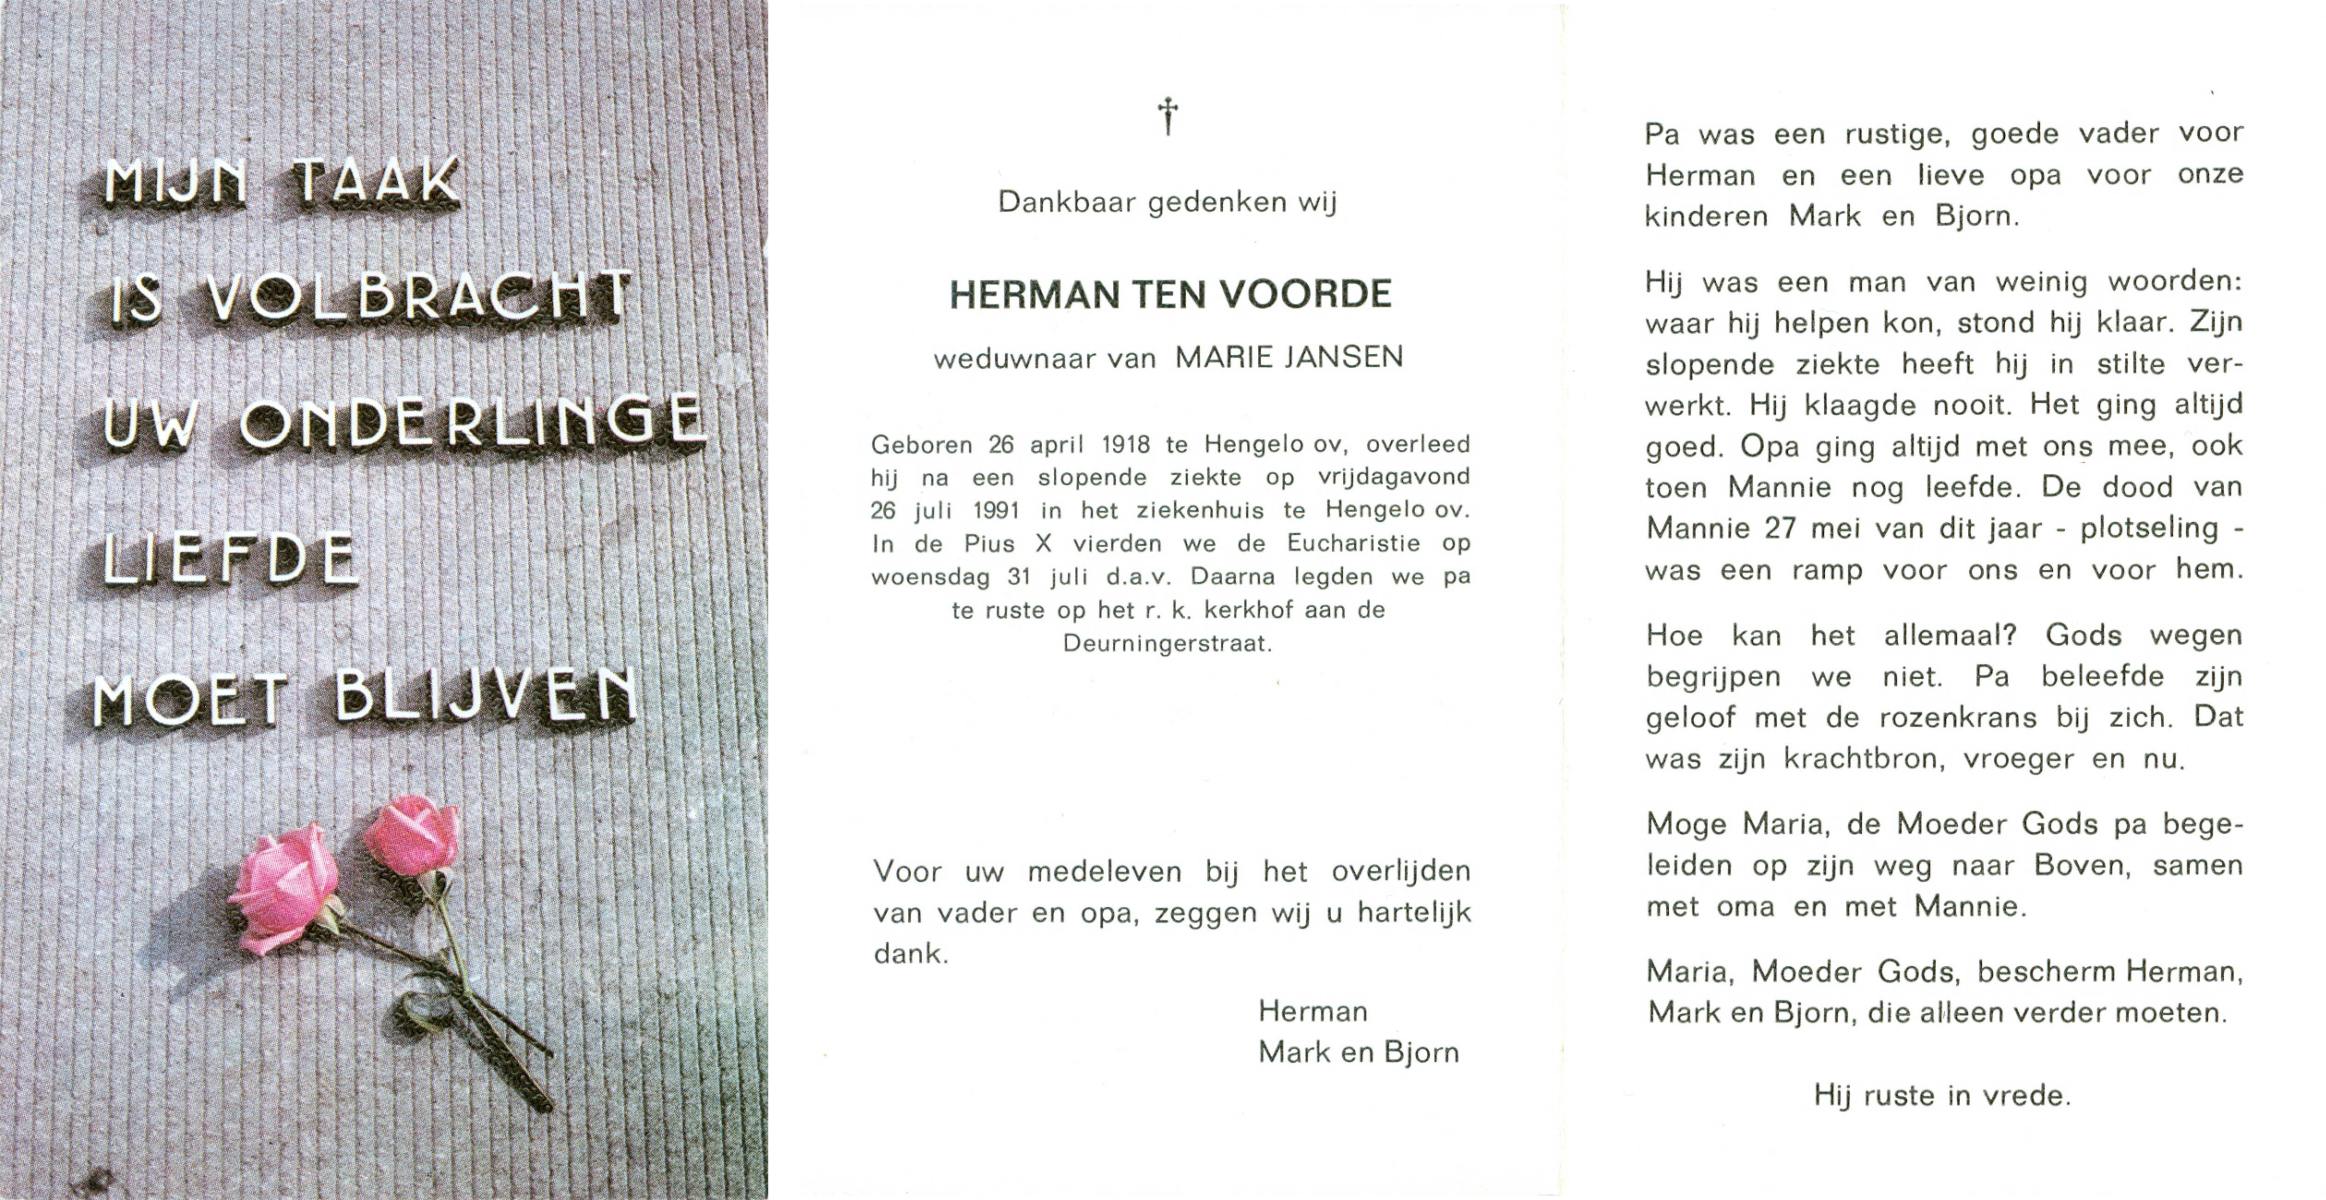 MIJN TAAK
IS VOLBRACHT
UW ONDERLINGE
LIEFDE
MOET BLIJVEN
Dankbaar gedenken wij
HERMAN TEN VOORDE
weduwnaar van MARIE JANSEN
Geboren 26 april 1918 te Hengelo ov, overleed
hij na een slopende ziekte op vrijdagavond
26 juli 1991 in het ziekenhuis te Hengelo ov.
In de Pius X vierden we de Eucharistie op
woensdag 31 juli d.a.v. Daarna legden we pa
te ruste op het r. k. kerkhof aan de
Deurningerstraat.
Voor uw medeleven bij het overlijden
van vader en opa, zeggen wij u hartelijk
dank.
Herman
Mark en Bjorn
Pa was een rustige, goede vader voor
Herman en een lieve opa voor onze
kinderen Mark en Bjorn.
Hij was een man van weinig woorden:
waar hij helpen kon, stond hij klaar. Zijn
slopende ziekte heeft hij in stilte ver-
werkt. Hij klaagde nooit. Het ging altijd
goed. Opa ging altijd met ons mee, ook
toen Mannie nog leefde. De dood van
Mannie 27 mei van dit jaar - plotseling -
was een ramp voor ons en voor hem.
Hoe kan het allemaal? Gods wegen
begrijpen we niet. Pa beleefde zijn
geloof met de rozenkrans bij zich. Dat
was zijn krachtbron, vroeger en nu.
Moge Maria, de Moeder Gods pa bege-
leiden op zijn weg naar Boven, samen
met oma en met Mannie.
Maria, Moeder Gods, bescherm Herman,
Mark en Bjorn, die alleen verder moeten.
Hij ruste in vrede.